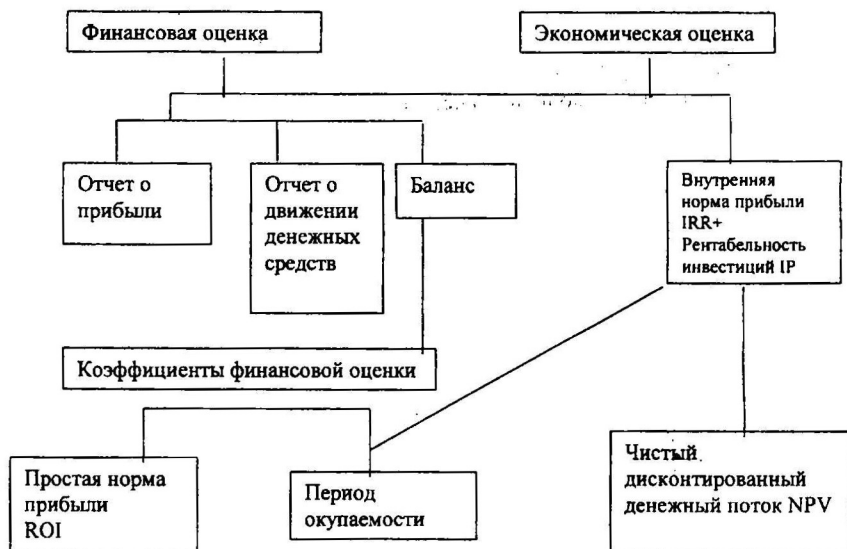 Финансовая оценка
Экономическая оценка
Отчет о
прибыли
Отчет о
движении
денежных
средств
Баланс
Внутренняя
норма прибыли
IRR+
Рентабельность
инвестиций IP
Коэффициенты финансовой оценки
Простая норма
прибыли
ROI
Период
окупаемости
Чистый
дисконтированный
денежный поток NPV